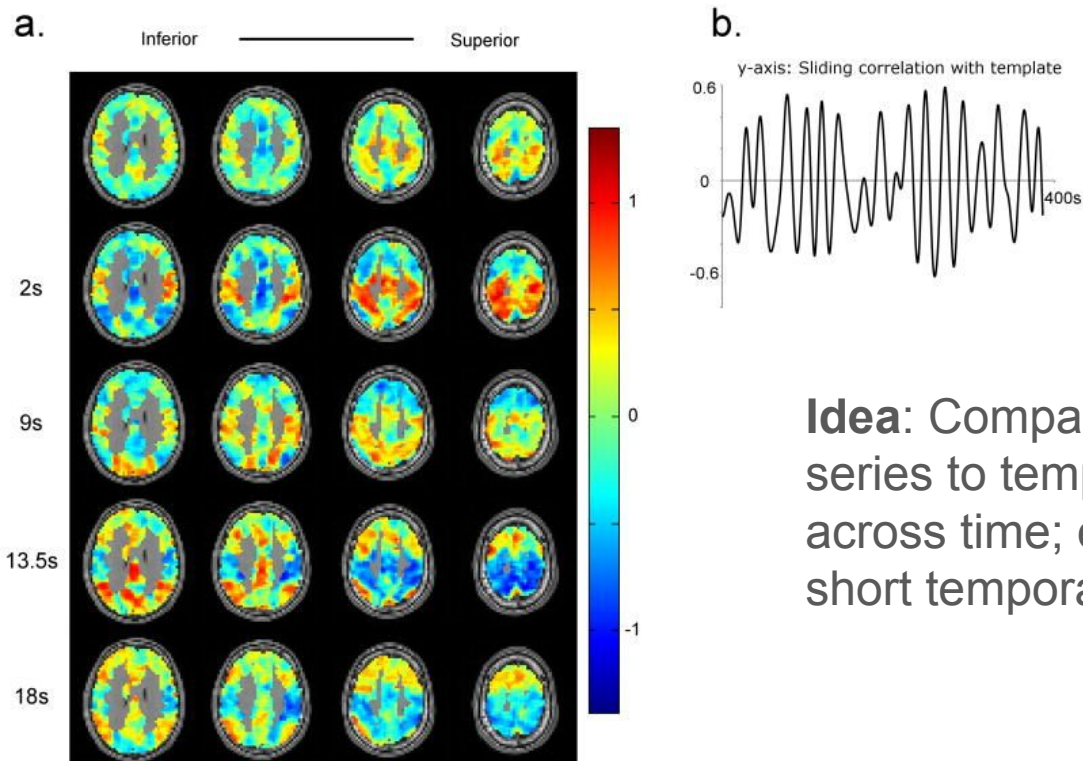 a.
Inferior
Superior
2s
9s
13.5s
18s
1
0
-1
b.
y-axis: Sliding correlation with template
0.6
0
400s
-0.6
Idea: Compa
series to temp
across time;
short tempora